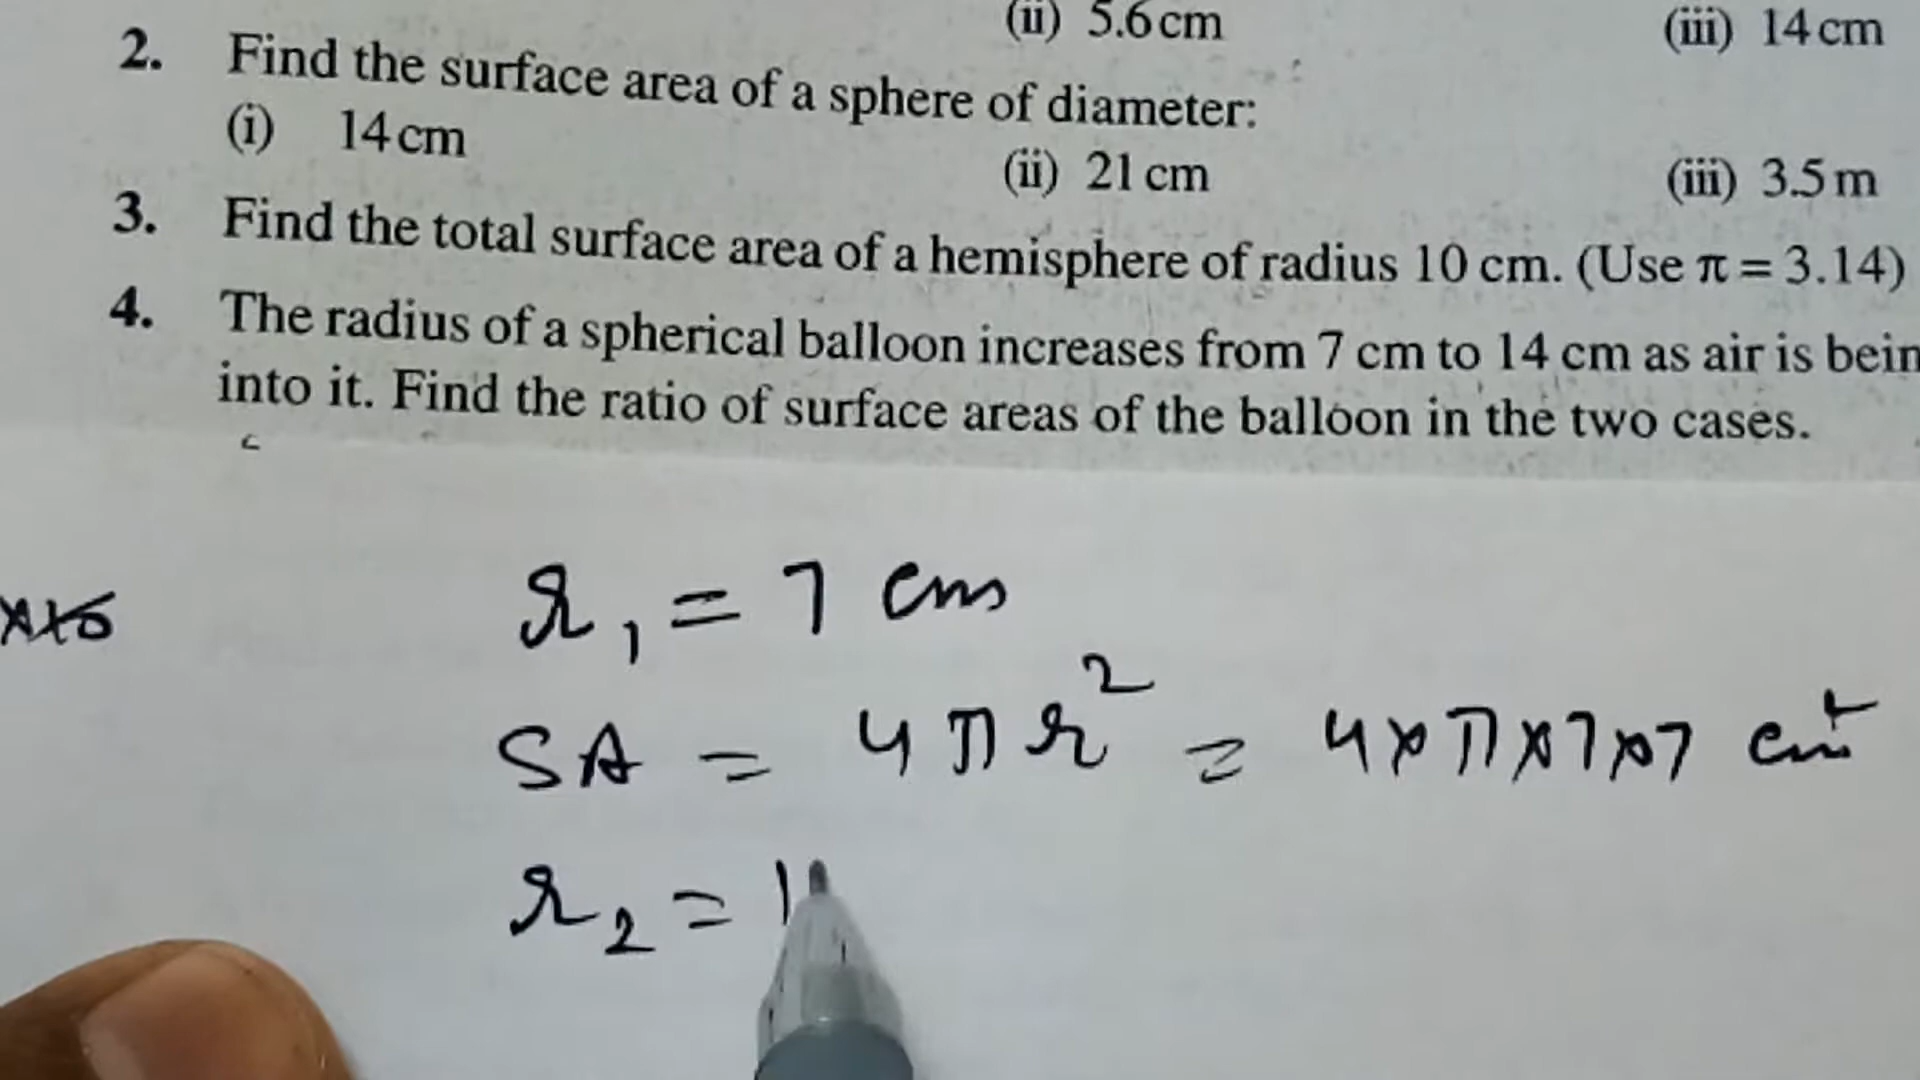 (ii) 5.6 cm (iii) 14 cm
2. Find the surface area of a sphere of diameter:
(i) 14 cm (ii) 21 cm (iii) 3.5 m
3. Find the total surface area of a hemisphere of radius 10 cm. (Use π = 3.14)
4. The radius of a spherical balloon increases from 7 cm to 14 cm as air is bein
into it. Find the ratio of surface areas of the balloon in the two cases.
r₁ = 7 cm
SA = 4πr² = 4×π×7×7 cm²
r₂ = 1